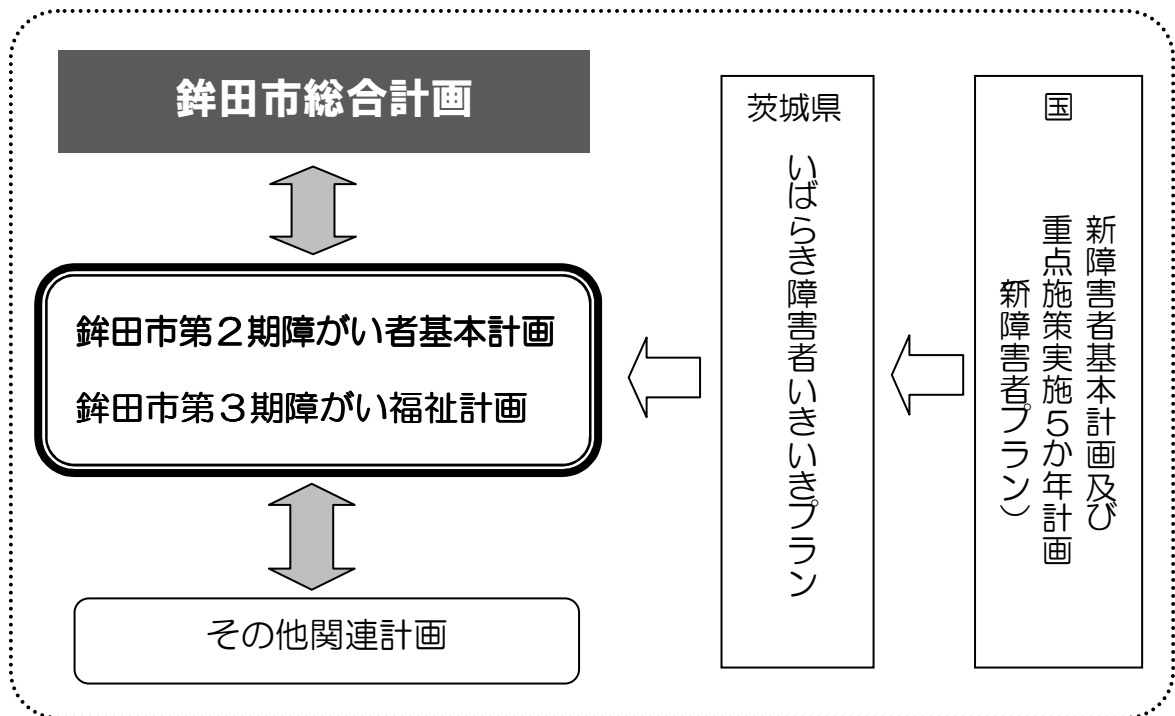 鉾田市総合計画
鉾田市第２期障がい者基本計画
鉾田市第３期障がい福祉計画
その他関連計画
茨城県
いばらき障害者いきいきプラン
国
新障害者基本計画及び
重点施策実施５か年計画
（新障害者プラン）